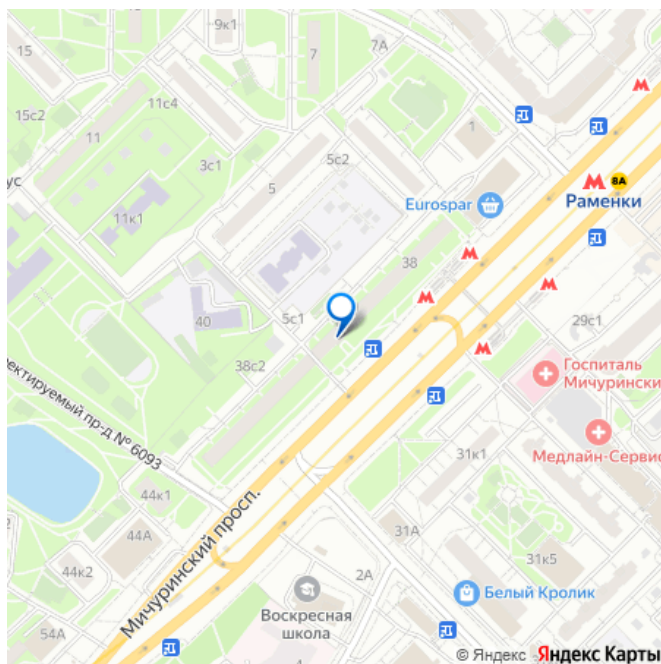 9к1
15
7
7А
11с4
15с2
11
3с1
5с2
1
ус
5
11к1
Eurospar
8А
Раменки
38
40
5с1
29с1
38с2
Госпиталь
Мичурински
ектируемый пр-д № 6093
Медлайн-Сервис
31к1
44к1
Мичуринский просп.
44А
31А
31к5
44к2
2А
Белый Кролик
Воскресная
школа
54А
© Яндекс Яндекс Карты